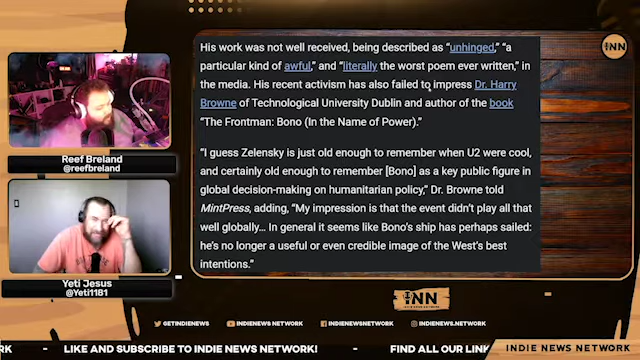 INN
His work was not well received, being described as “unhinged,” “a
particular kind of awful,” and “literally the worst poem ever written,” in
the media. His recent activism has also failed to impress Dr. Harry
Browne of Technological University Dublin and author of the book
“The Frontman: Bono (In the Name of Power).”
“I guess Zelensky is just old enough to remember when U2 were cool,
and certainly old enough to remember [Bono] as a key public figure in
global decision-making on humanitarian policy,” Dr. Browne told
MintPress, adding, “My impression is that the event didn’t play all that
well globally… In general it seems like Bono’s ship has perhaps sailed:
he’s no longer a useful or even credible image of the West’s best
intentions.”
Reef Breland
@reefbreland
Yeti Jesus
@Yeti1181
INN
GETINDIENEWS
INDIENEWS NETWORK
INDIENEWS NETWORK
INDIENEWS.NETWORK
RK - LIKE AND SUBSCRIBE TO INDIE NEWS NETWORK! - FIND ALL OUR LINK
INDIE NEWS NETWORK